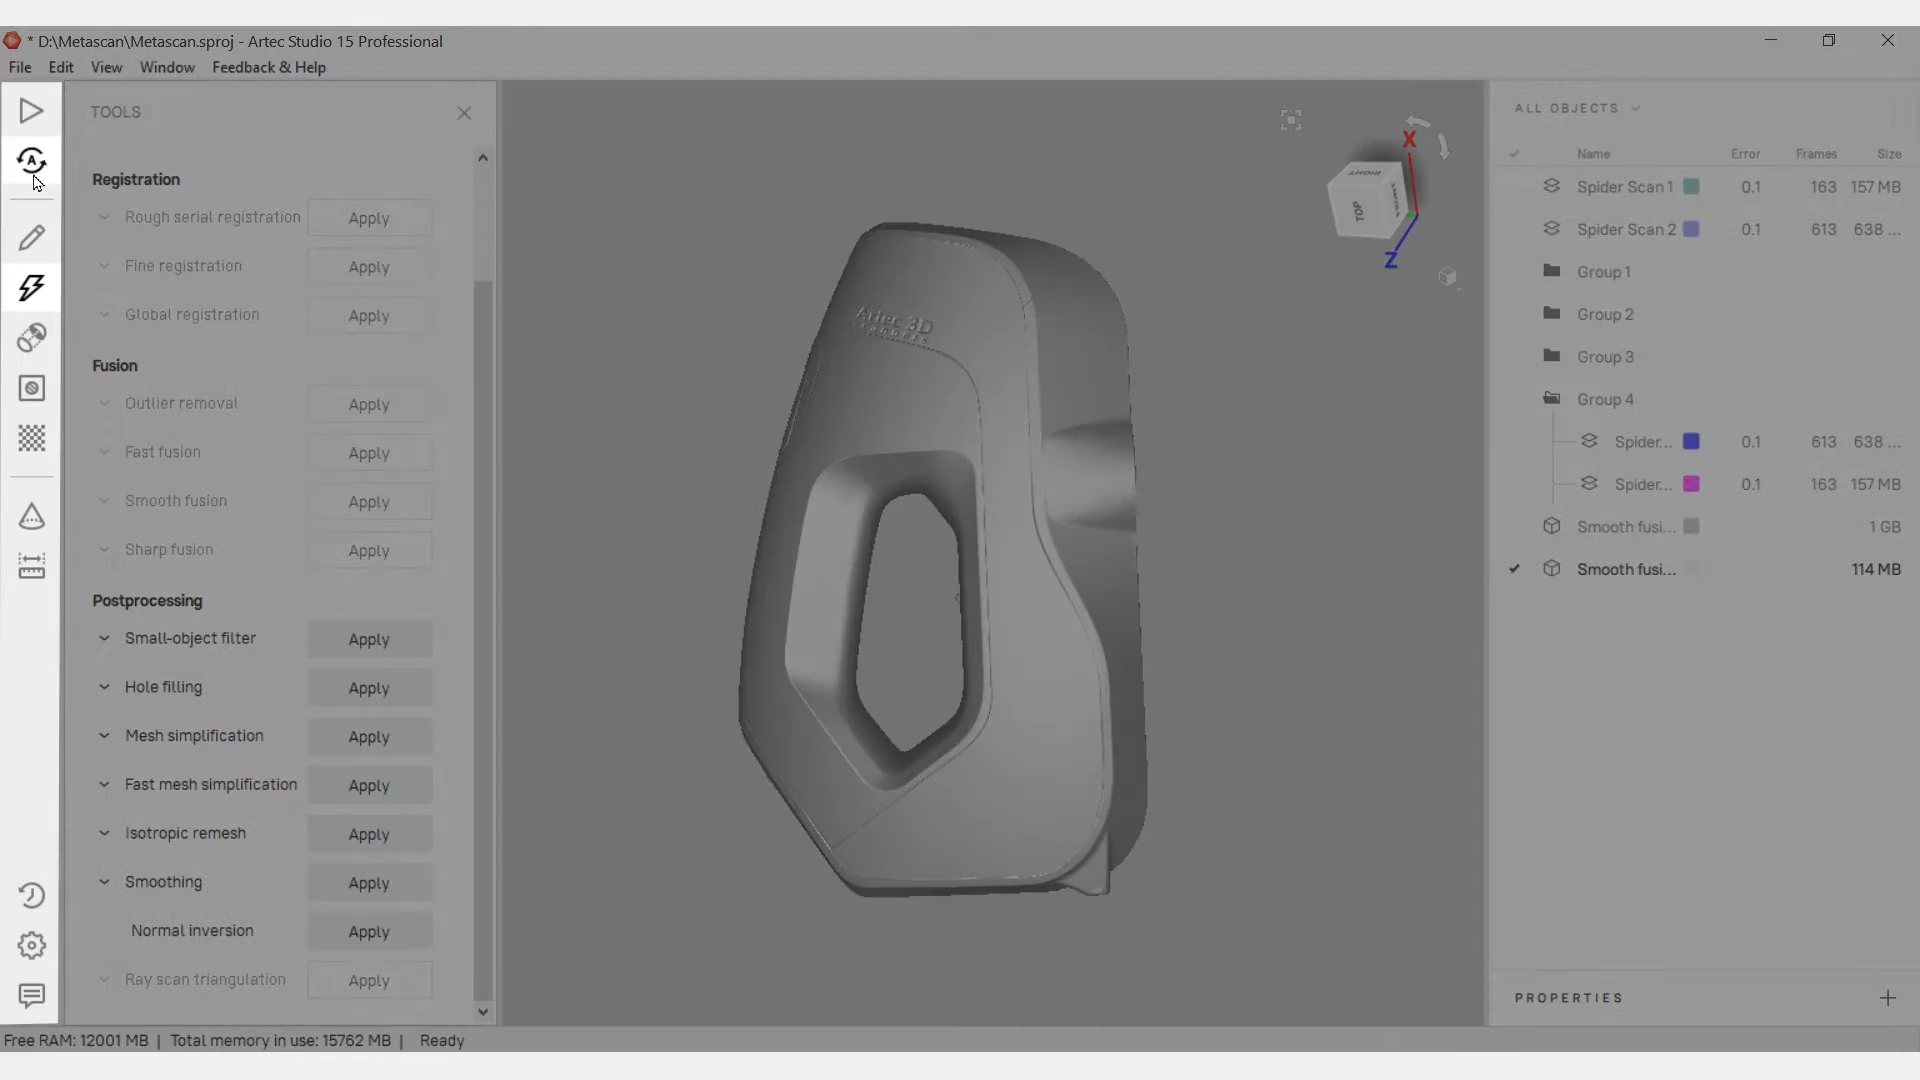 * D:\Metascan\Metascan.sproj - Artec Studio 15 Professional
File Edit View Window Feedback & Help
TOOLS
Registration
Rough serial registration Apply
Fine registration Apply
Global registration Apply
Fusion
Outlier removal Apply
Fast fusion Apply
Smooth fusion Apply
Sharp fusion Apply
Postprocessing
Small-object filter Apply
Hole filling Apply
Mesh simplification Apply
Fast mesh simplification Apply
Isotropic remesh Apply
Smoothing Apply
Normal inversion Apply
Ray scan triangulation Apply
A
Artec 3D
X
RIGHT
TOP
FRONT
Z
ALL OBJECTS
Name Error Frames Size
Spider Scan 1 0.1 163 157 MB
Spider Scan 2 0.1 613 638 ...
Group 1
Group 2
Group 3
Group 4
Spider... 0.1 613 638 ...
Spider... 0.1 163 157 MB
Smooth fusi... 1 GB
Smooth fusi... 114 MB
PROPERTIES
Free RAM: 12001 MB | Total memory in use: 15762 MB | Ready